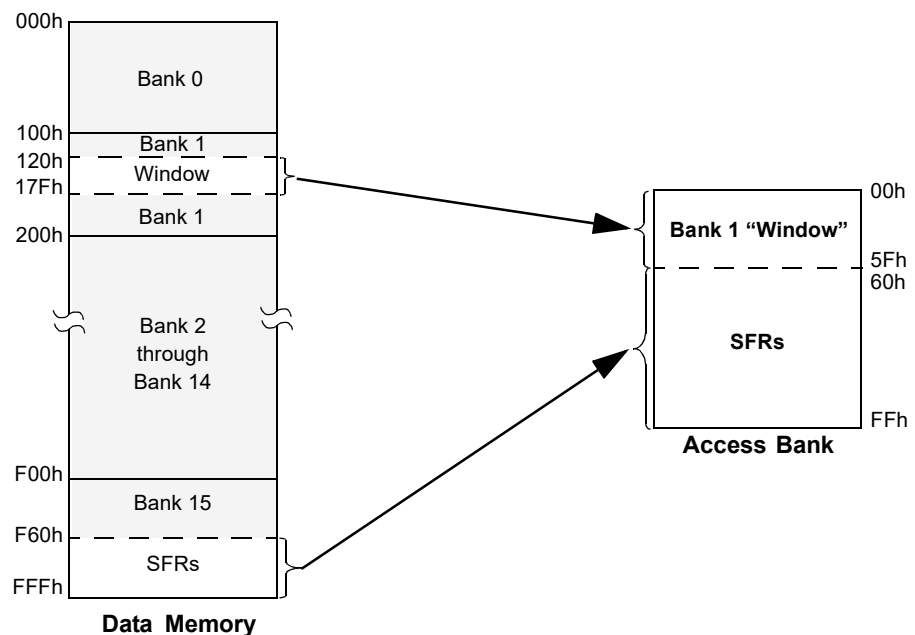 000h
Bank 0
100h
Bank 1
120h
Window
17Fh
Bank 1
200h
Bank 2
through
Bank 14
F00h
Bank 15
F60h
SFRs
FFFh
Data Memory
00h
Bank 1 “Window”
5Fh
60h
SFRs
FFh
Access Bank